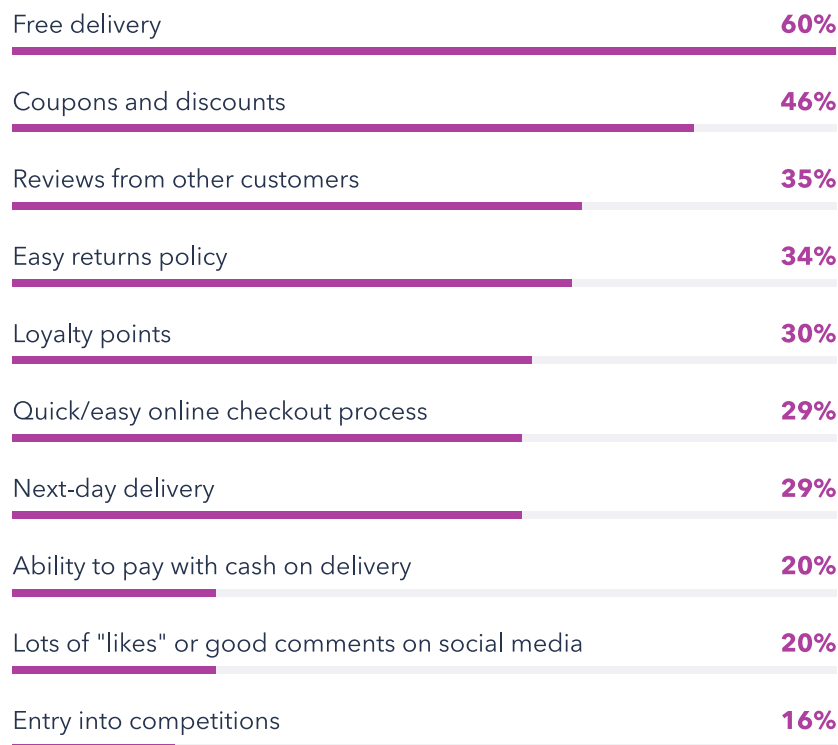 Free delivery 60%
Coupons and discounts 46%
Reviews from other customers 35%
Easy returns policy 34%
Loyalty points 30%
Quick/easy online checkout process 29%
Next-day delivery 29%
Ability to pay with cash on delivery 20%
Lots of "likes" or good comments on social media 20%
Entry into competitions 16%